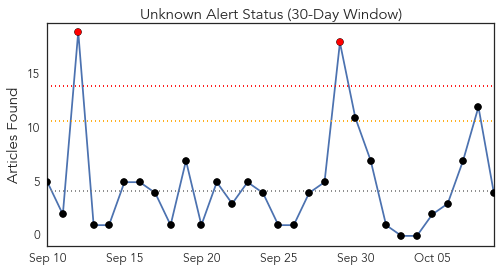 Unknown Alert Status (30-Day Window)
Articles Found
15
10
5
0
Sep 10 Sep 15 Sep 20 Sep 25 Sep 30 Oct 05